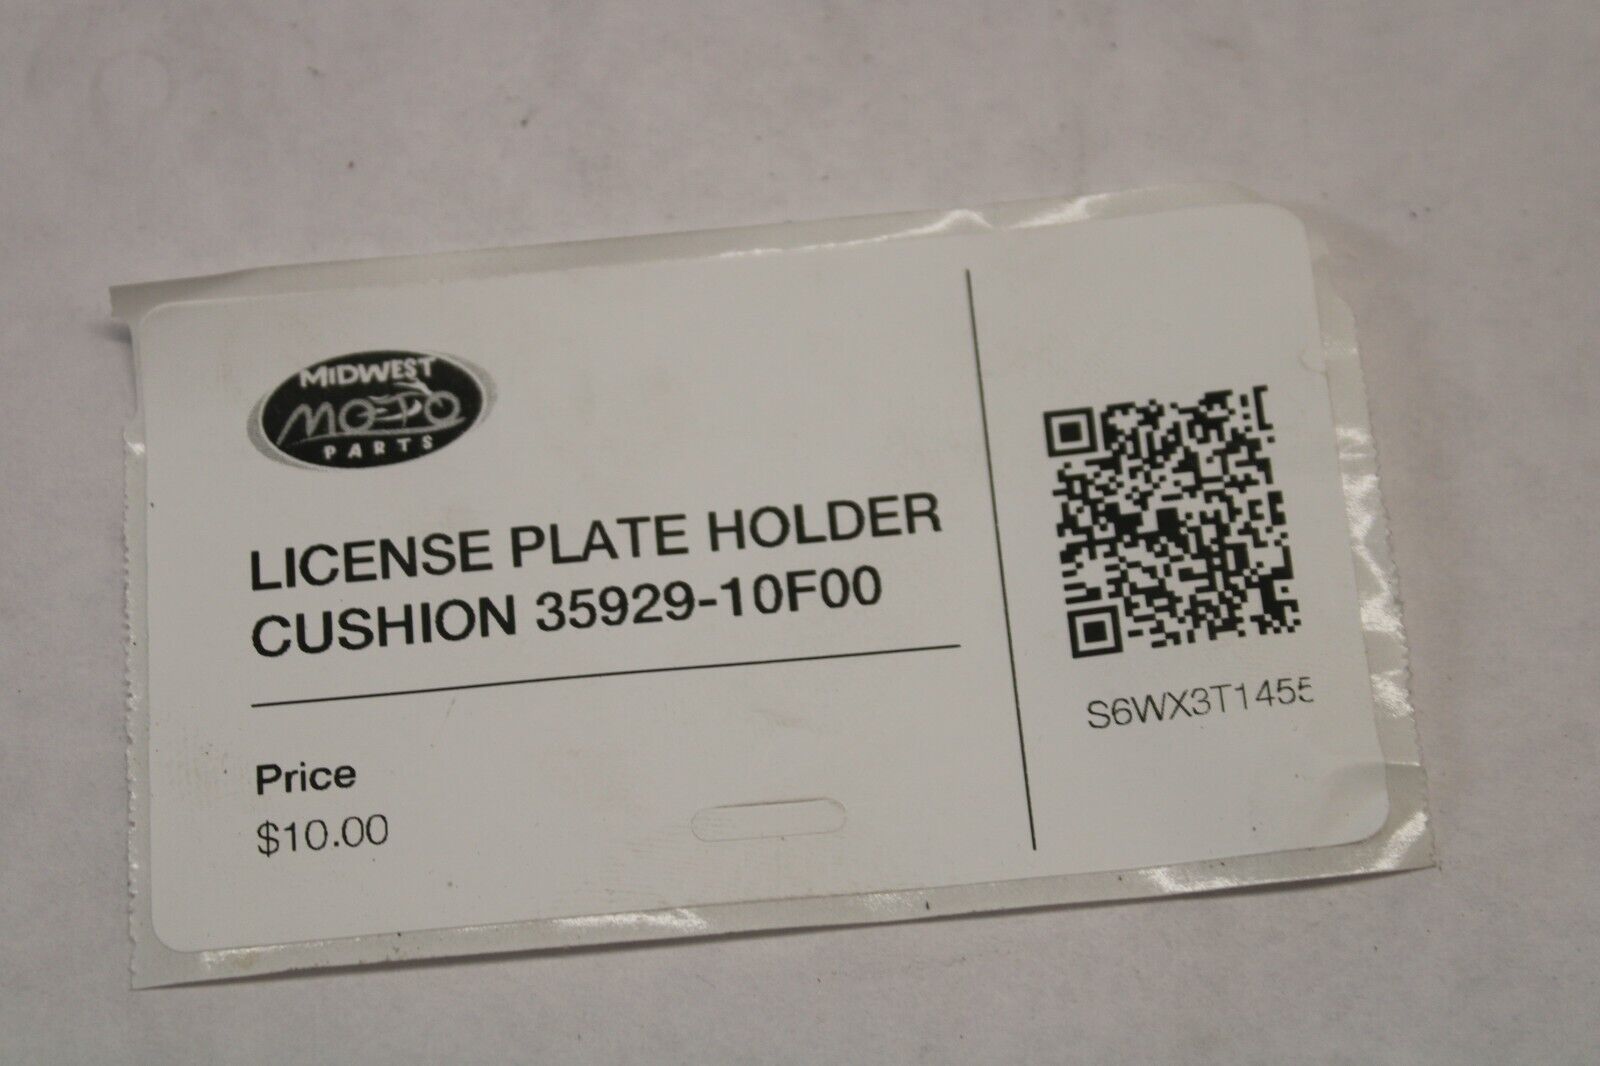 MIDWEST
MOTO
PARTS
LICENSE PLATE HOLDER
CUSHION 35929-10F00
Price
$10.00
S6WX3T1455